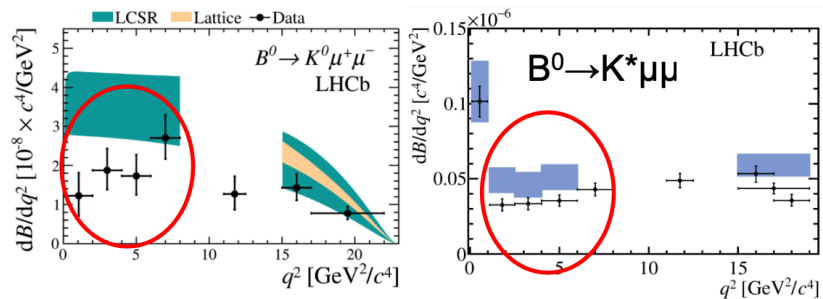 LCSR Lattice Data
dB/dq² [10⁻⁸ × c⁴/GeV²]
5
4
3
2
1
0
B⁰→ K⁰μ⁺μ⁻
LHCb
0 5 10 15 20
q² [GeV²/c⁴]
×10⁻⁶
dB/dq² [c⁴/GeV²]
0.15
0.1
0.05
0
LHCb
B⁰→K*μμ
0 5 10 15
q² [GeV²/c⁴]